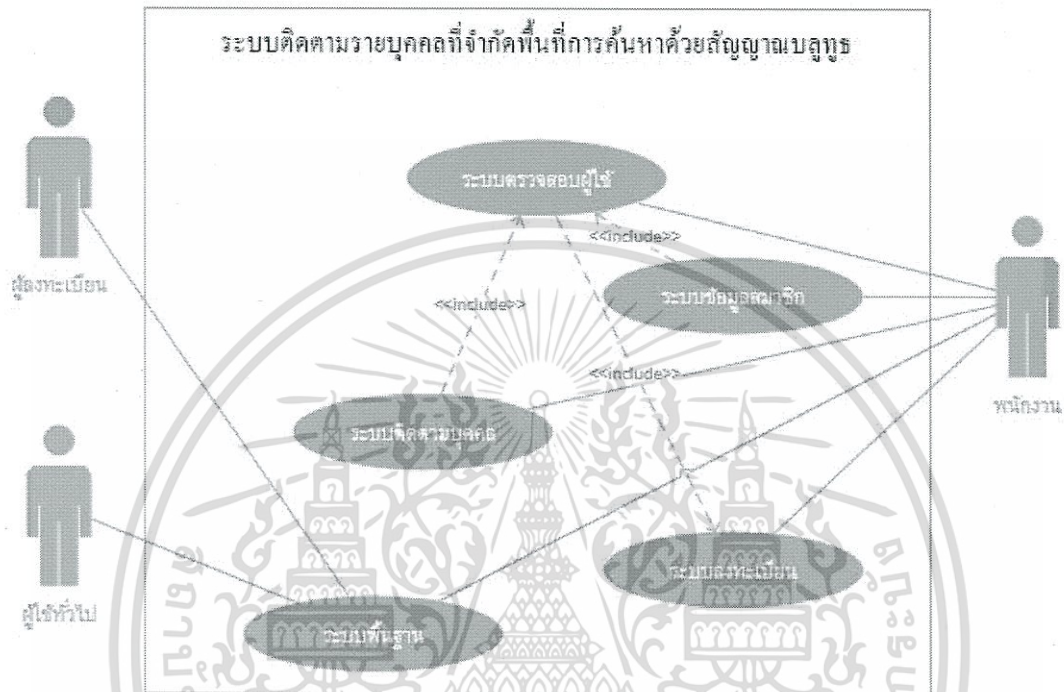 ระบบติดตามรายบุคคลที่จำกัดพื้นที่การค้นหาด้วยสัญญาณบลูทูธ
ระบบตรวจสอบผู้ใช้
<<include>>
ระบบข้อมูลสมาชิก
ผู้ลงทะเบียน
<<include>>
<<include>>
พนักงาน
ระบบติดตามบุคคล
ระบบลงทะเบียน
ผู้ใช้ทั่วไป
ระบบพื้นฐาน